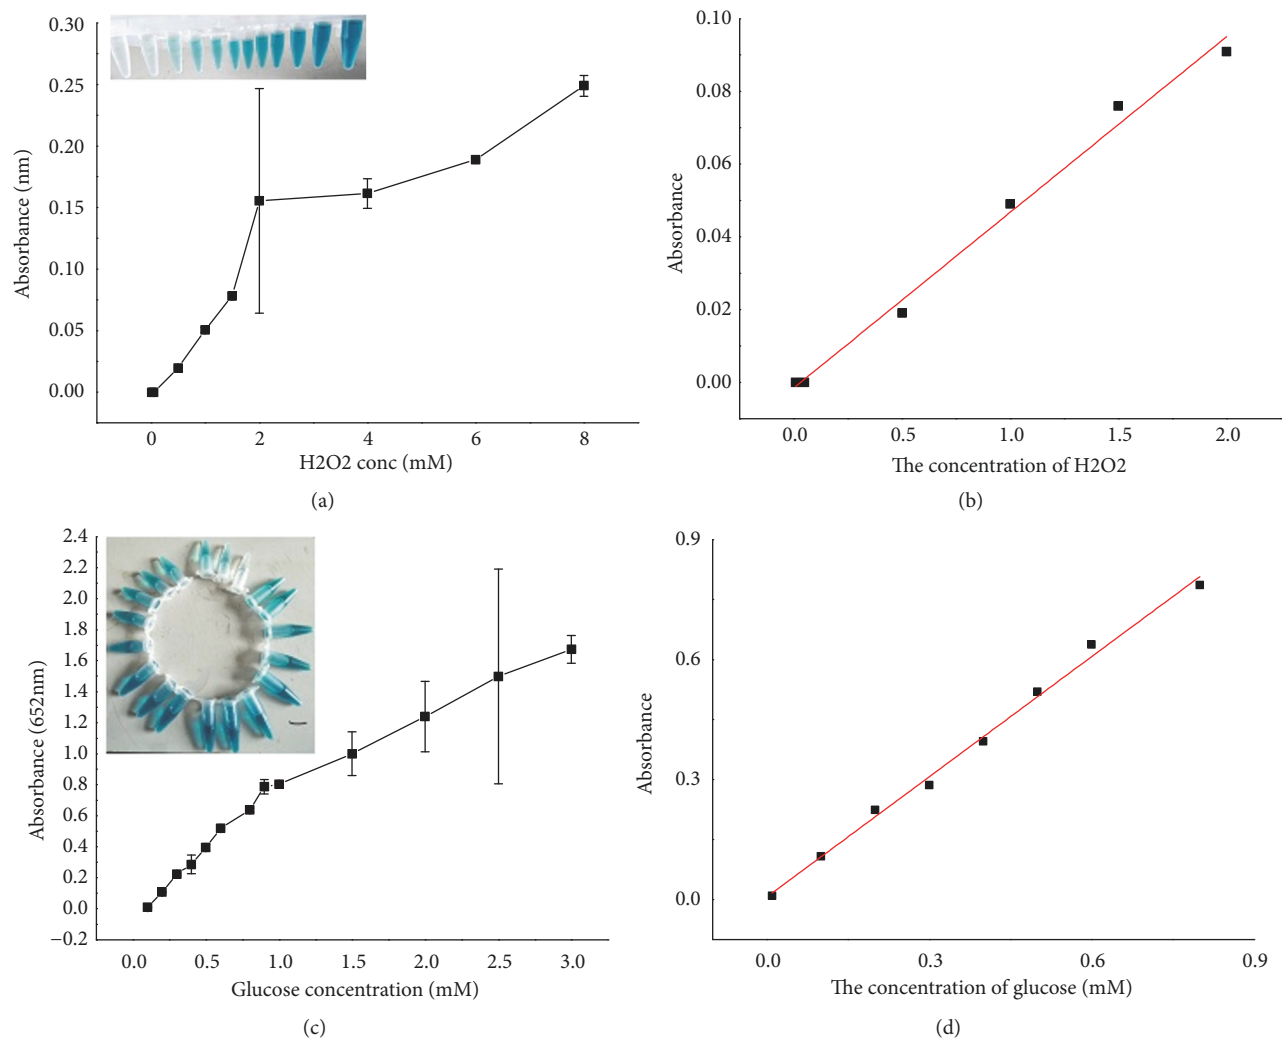 0.30
0.25
0.20
0.15
0.10
0.05
0.00
Absorbance (nm)
0 2 4 6 8
H2O2 conc (mM)
(a)
0.10
0.08
0.06
0.04
0.02
0.00
Absorbance
0.0 0.5 1.0 1.5 2.0
The concentration of H2O2
(b)
2.4
2.2
2.0
1.8
1.6
1.4
1.2
1.0
0.8
0.6
0.4
0.2
0.0
−0.2
Absorbance (652nm)
0.0 0.5 1.0 1.5 2.0 2.5 3.0
Glucose concentration (mM)
(c)
0.9
0.6
0.3
0.0
Absorbance
0.0 0.3 0.6 0.9
The concentration of glucose (mM)
(d)